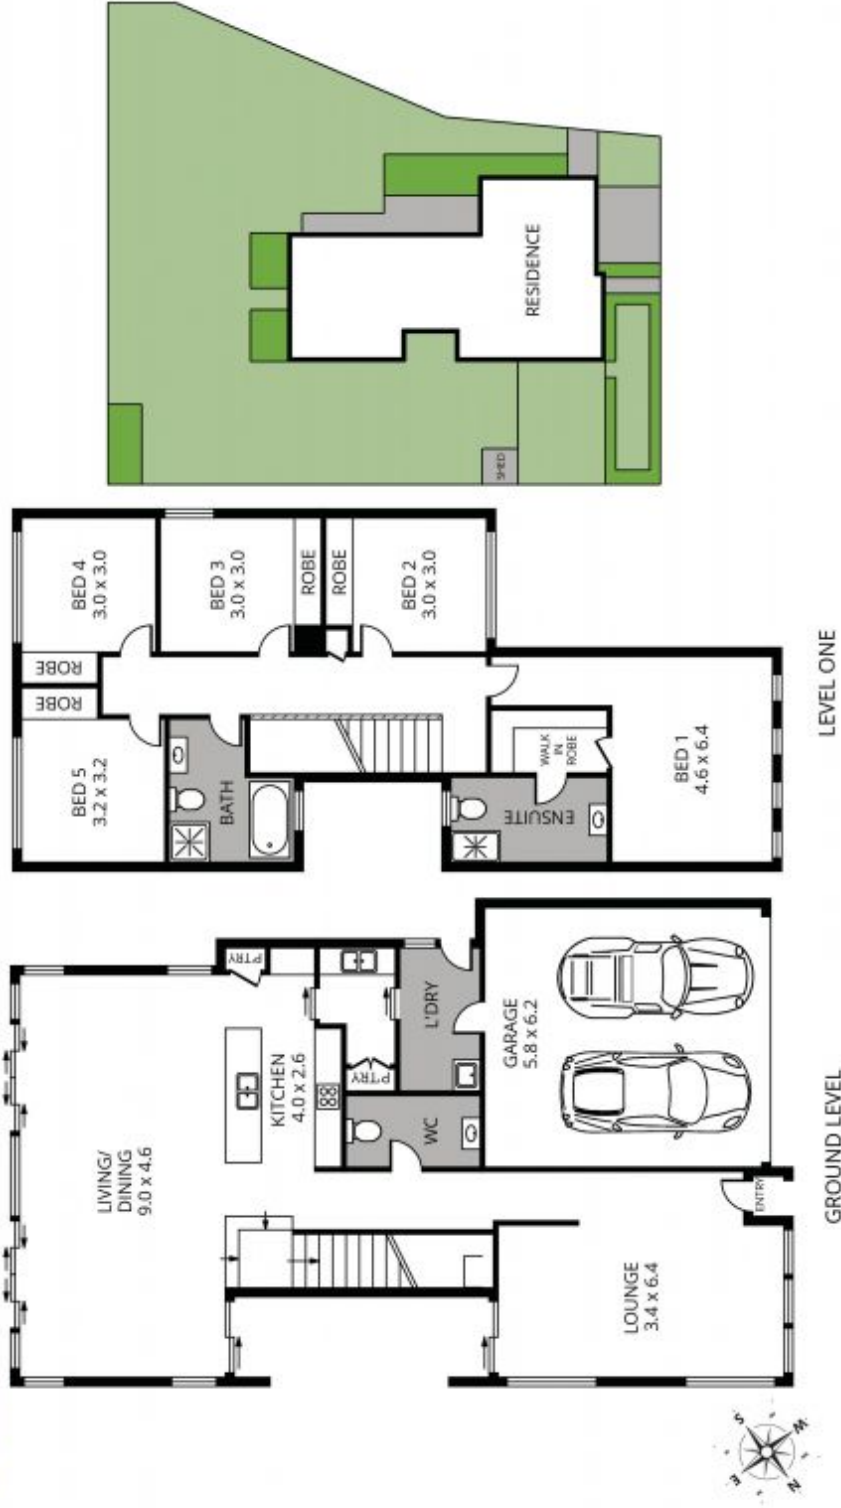 RESIDENCE
SHED
BED 4
3.0 x 3.0
BED 3
3.0 x 3.0
ROBE
ROBE
BED 2
3.0 x 3.0
ROBE
ROBE
BED 5
3.2 x 3.2
BATH
WALK
IN
ROBE
ENSUITE
BED 1
4.6 x 6.4
LEVEL ONE
P'TRY
LIVING/
DINING
9.0 x 4.6
KITCHEN
4.0 x 2.6
P'TRY
L'DRY
WC
GARAGE
5.8 x 6.2
ENTRY
LOUNGE
3.4 x 6.4
GROUND LEVEL
S
W
E
N